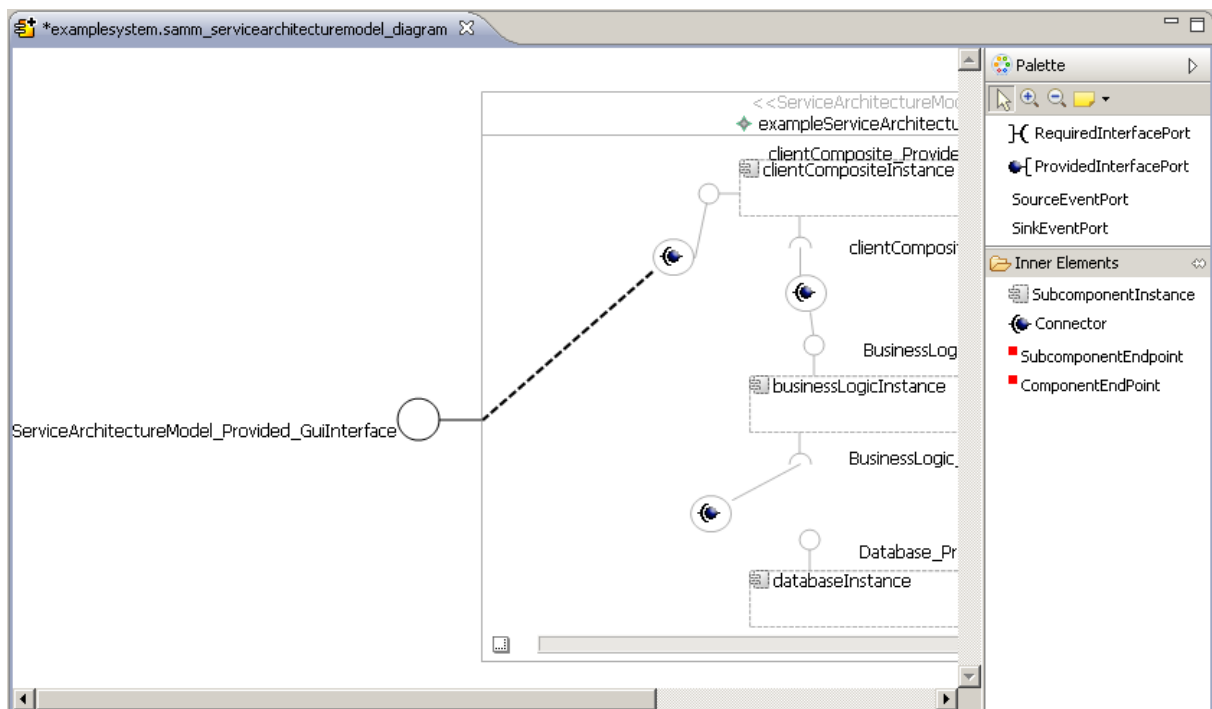 *examplesystem.samm_servicearchitecturemodel_diagram
Palette
<<ServiceArchitectureMod
exampleServiceArchitectu
RequiredInterfacePort
clientComposite_Provide
clientCompositeInstance
ProvidedInterfacePort
SourceEventPort
SinkEventPort
clientComposit
Inner Elements
SubcomponentInstance
Connector
BusinessLog
SubcomponentEndpoint
businessLogicInstance
ComponentEndPoint
ServiceArchitectureModel_Provided_GuiInterface
BusinessLogic_
Database_Pr
databaseInstance